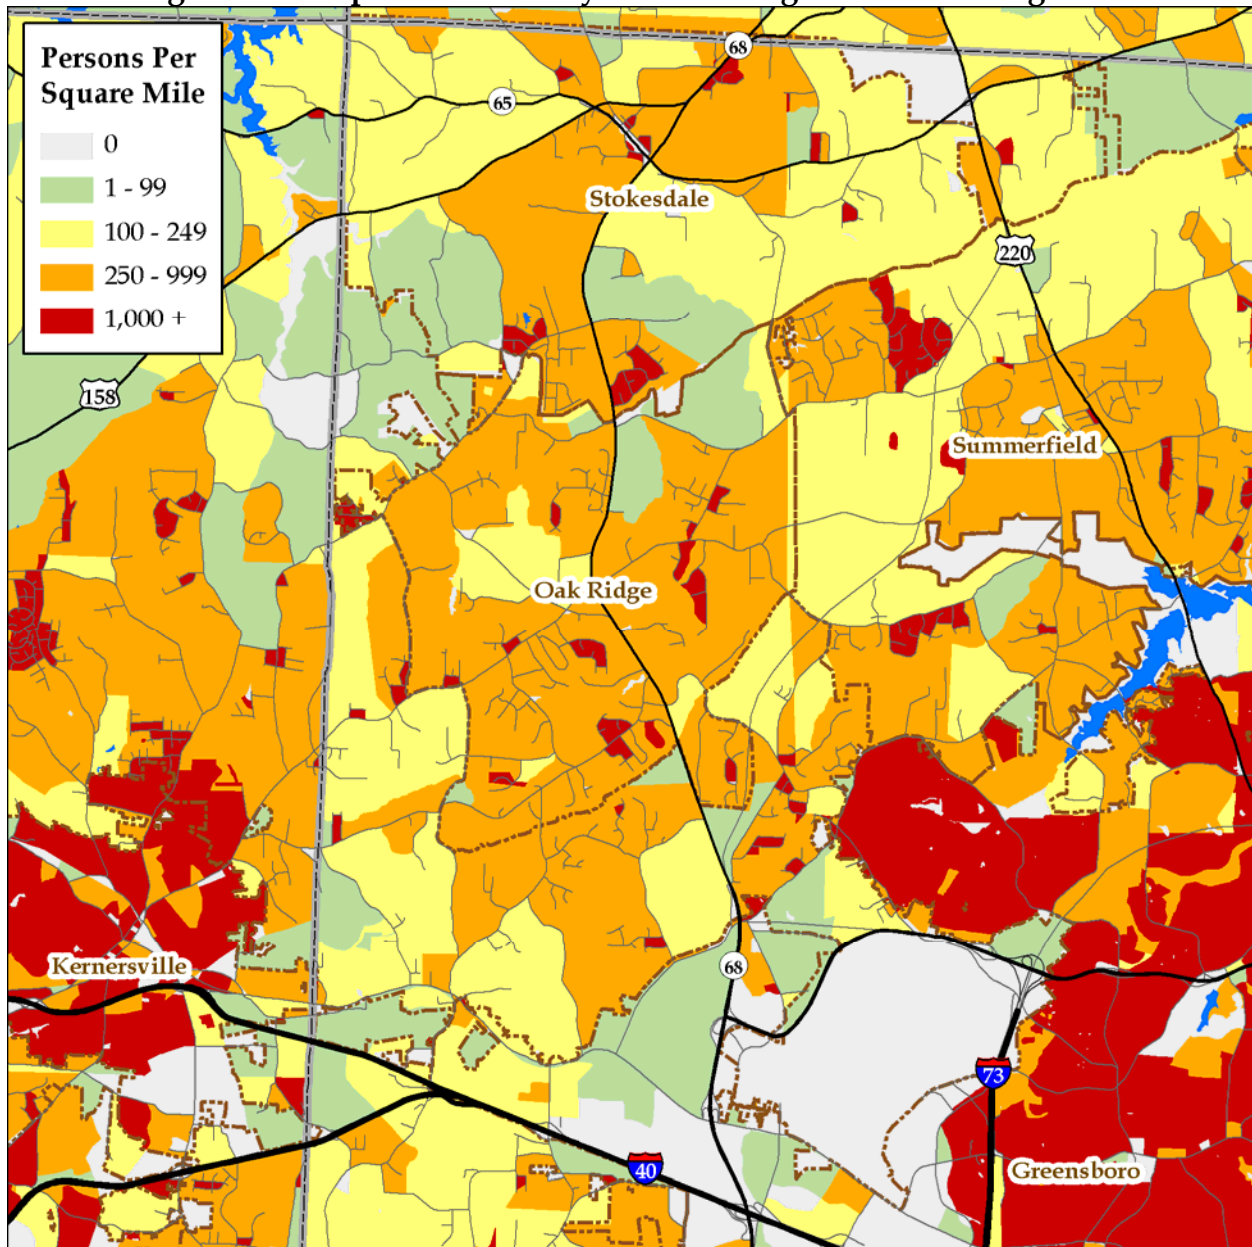 68
Persons Per
Square Mile
0
1 - 99
100 - 249
250 - 999
1,000 +
65
Stokesdale
220
158
Summerfield
Oak Ridge
Kernersville
68
73
40
Greensboro